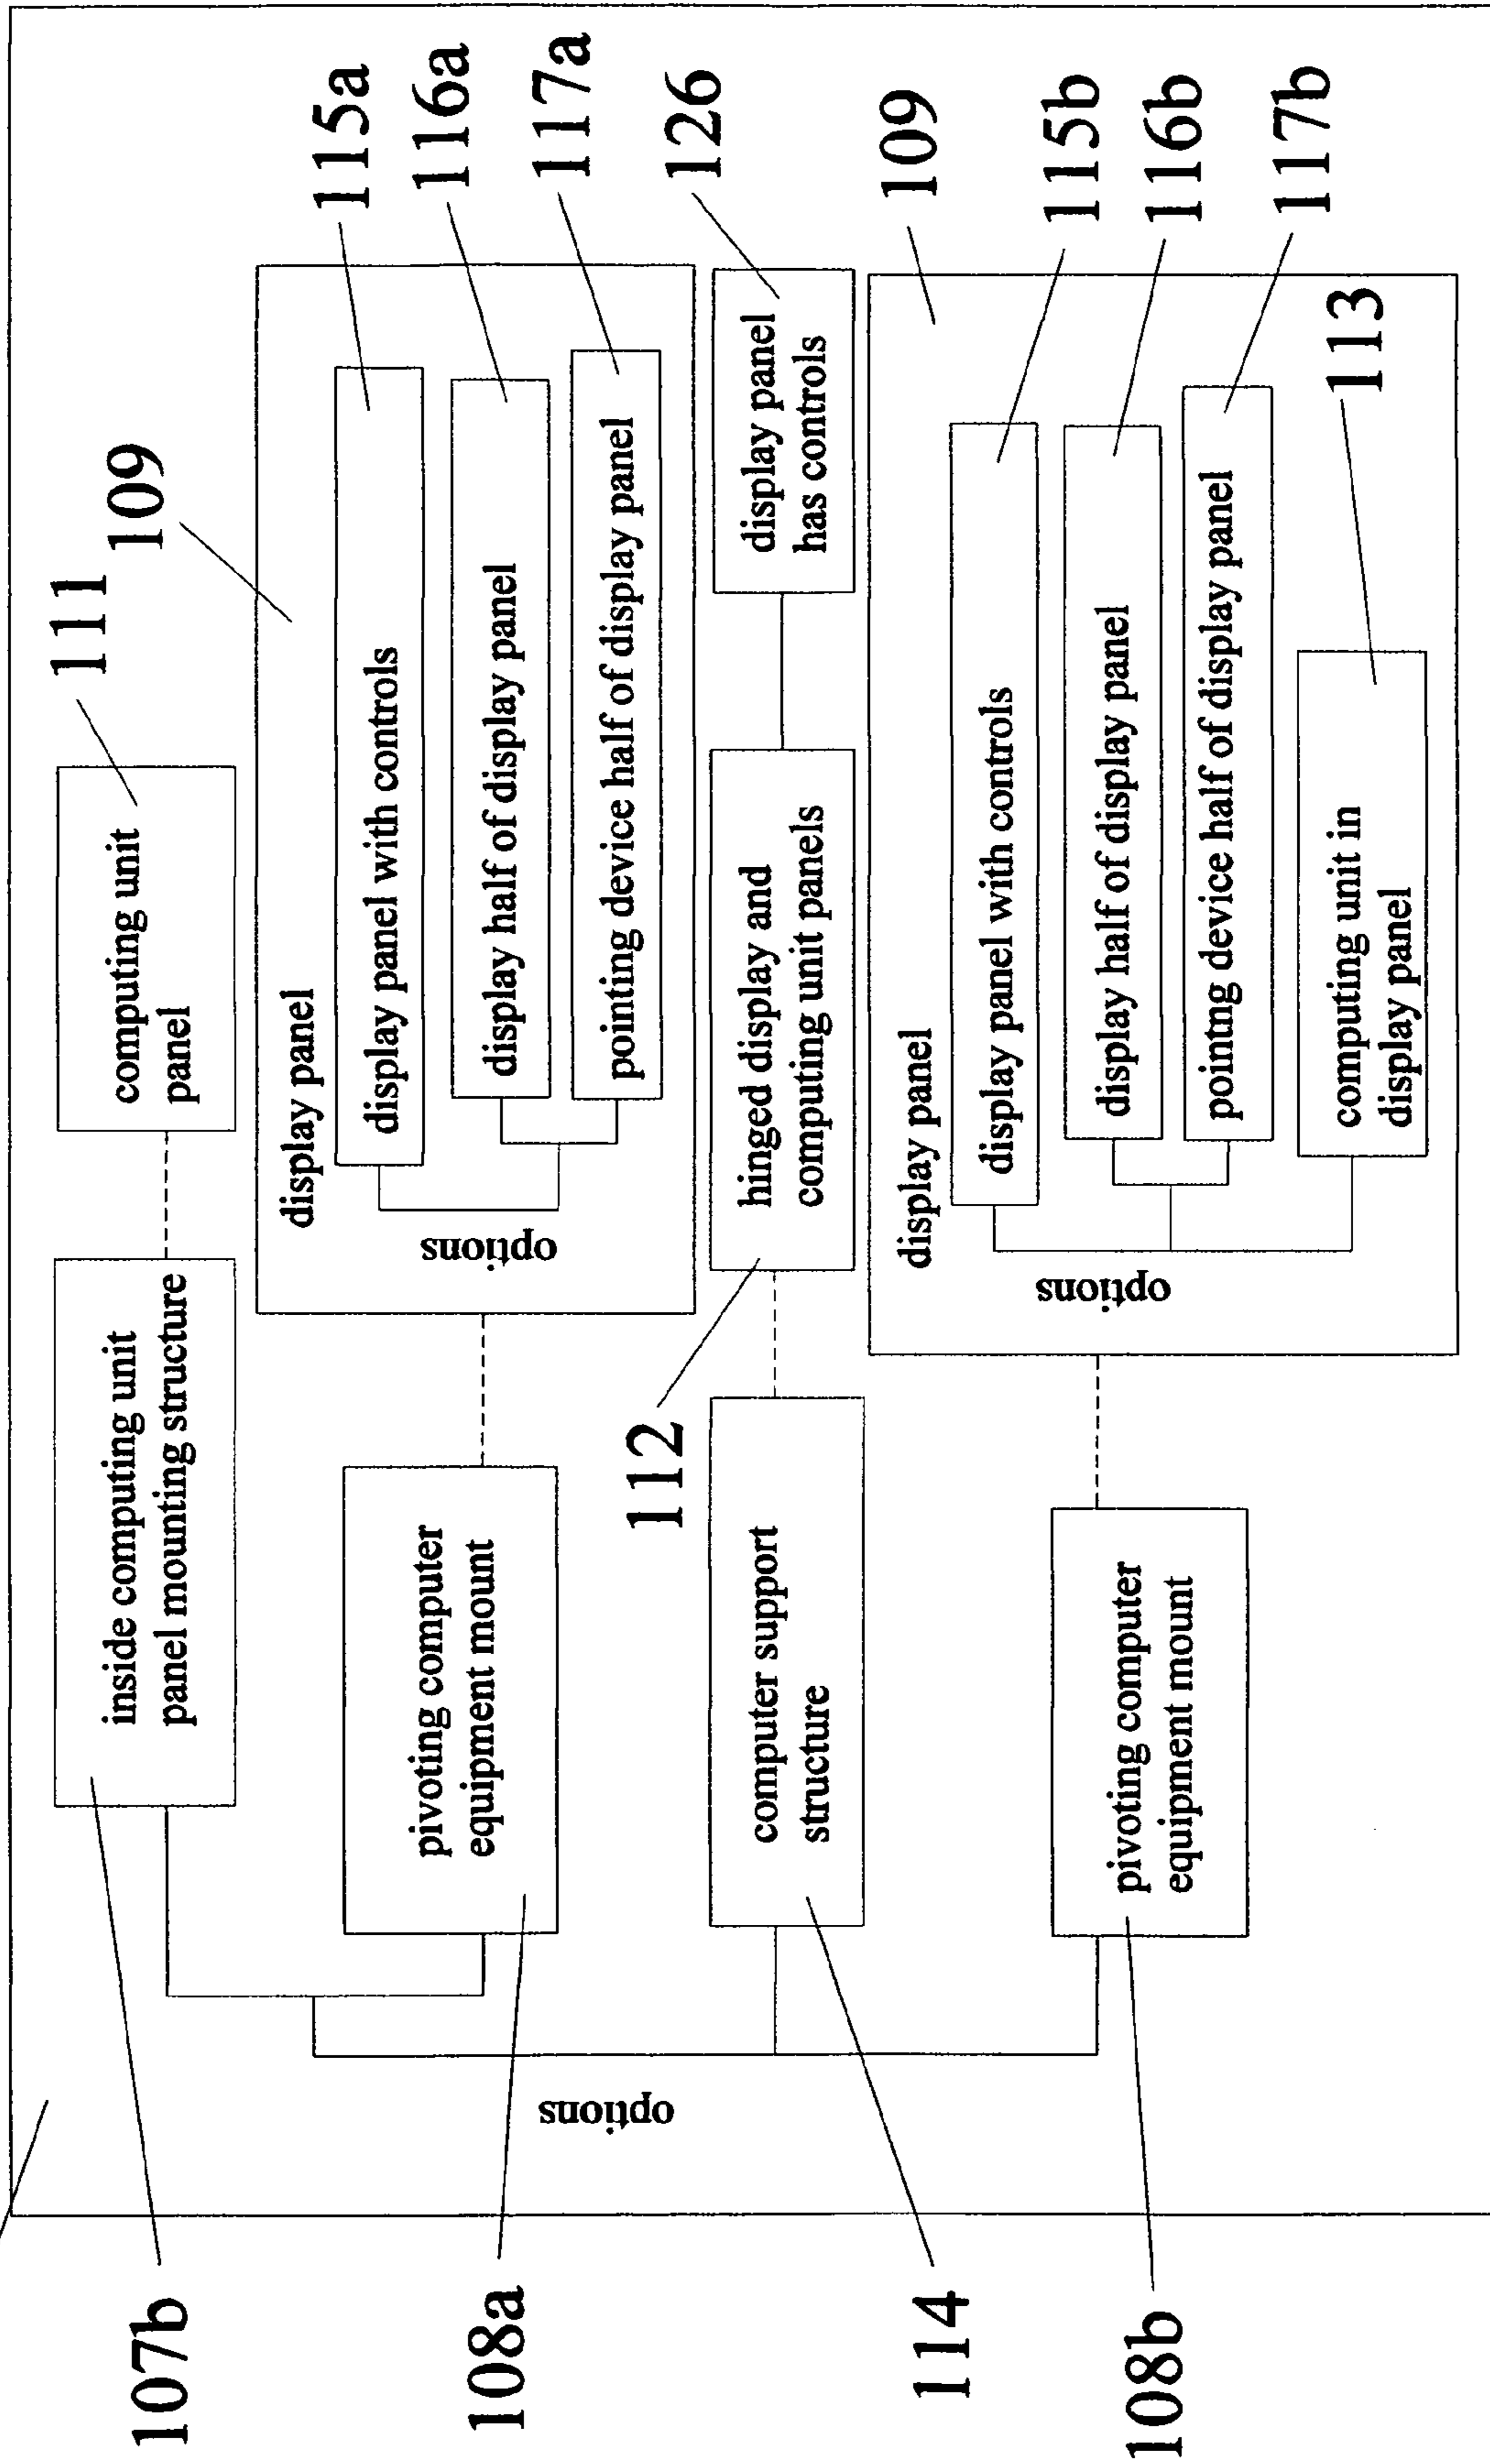 111
109
115a
116a
117a
126
109
115b
116b
117b
113
112
107b
108a
114
108b
options
inside computing unit
panel mounting structure
computing unit
panel
pivoting computer
equipment mount
display panel
options
display panel with controls
display half of display panel
pointing device half of display panel
computer support
structure
hinged display and
computing unit panels
display panel
has controls
pivoting computer
equipment mount
display panel
options
display panel with controls
display half of display panel
pointng device half of display panel
computing unit in
display panel